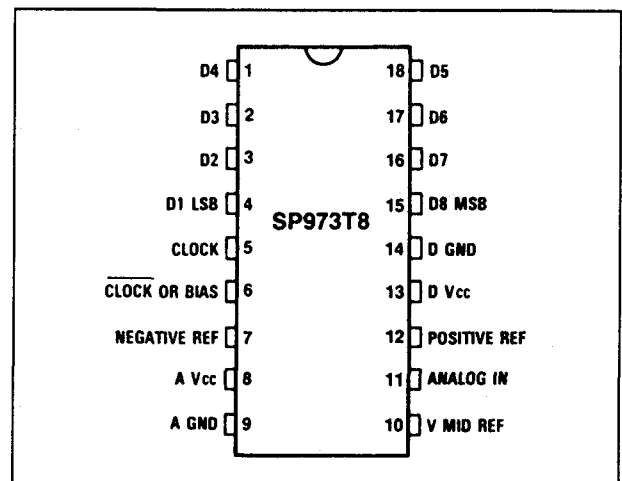 D4 1 18 D5
D3 2 17 D6
D2 3 16 D7
D1 LSB 4 15 D8 MSB
SP973T8
CLOCK 5 14 D GND
CLOCK OR BIAS 6 13 D Vcc
NEGATIVE REF 7 12 POSITIVE REF
A Vcc 8 11 ANALOG IN
A GND 9 10 V MID REF